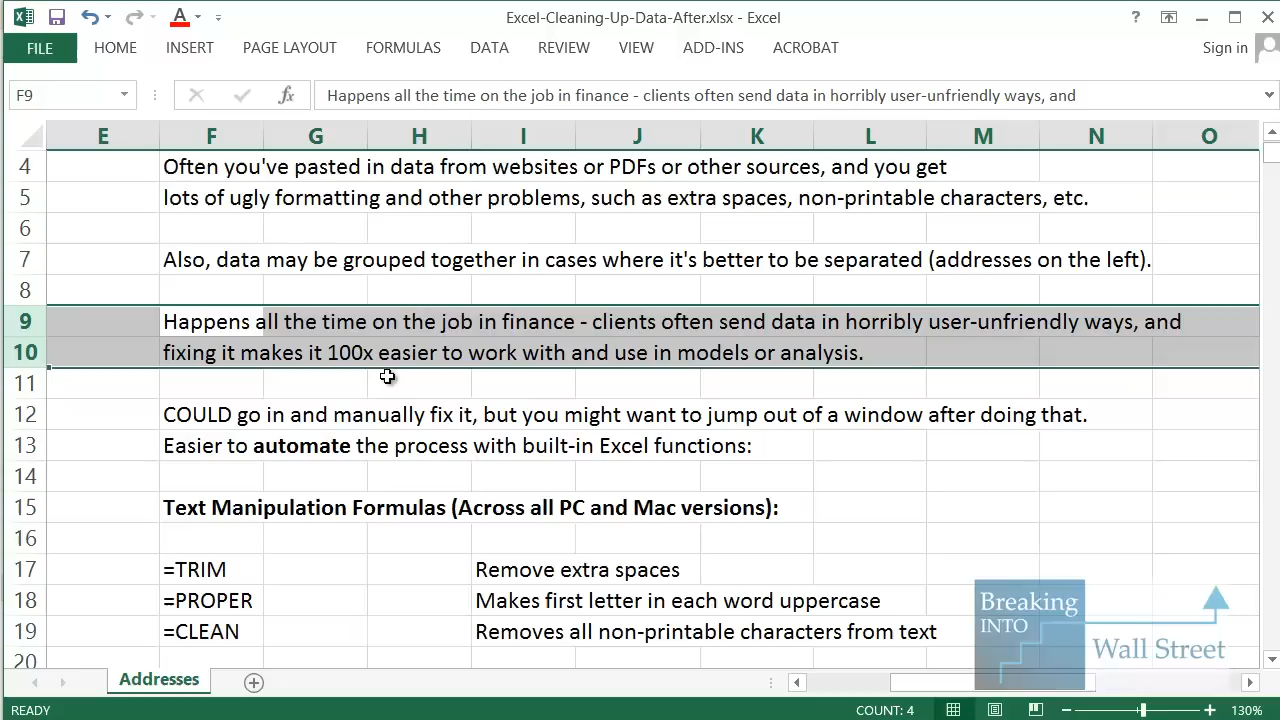 Excel-Cleaning-Up-Data-After.xlsx - Excel
FILE HOME INSERT PAGE LAYOUT FORMULAS DATA REVIEW VIEW ADD-INS ACROBAT Sign in
F9 fx Happens all the time on the job in finance - clients often send data in horribly user-unfriendly ways, and
E F G H I J K L M N O
4 Often you've pasted in data from websites or PDFs or other sources, and you get
5 lots of ugly formatting and other problems, such as extra spaces, non-printable characters, etc.
6
7 Also, data may be grouped together in cases where it's better to be separated (addresses on the left).
8
9 Happens all the time on the job in finance - clients often send data in horribly user-unfriendly ways, and
10 fixing it makes it 100x easier to work with and use in models or analysis.
11
12 COULD go in and manually fix it, but you might want to jump out of a window after doing that.
13 Easier to automate the process with built-in Excel functions:
14
15 Text Manipulation Formulas (Across all PC and Mac versions):
16
17 =TRIM Remove extra spaces
18 =PROPER Makes first letter in each word uppercase
19 =CLEAN Removes all non-printable characters from text
20
Breaking
INTO
Wall Street
Addresses
READY COUNT: 4 130%